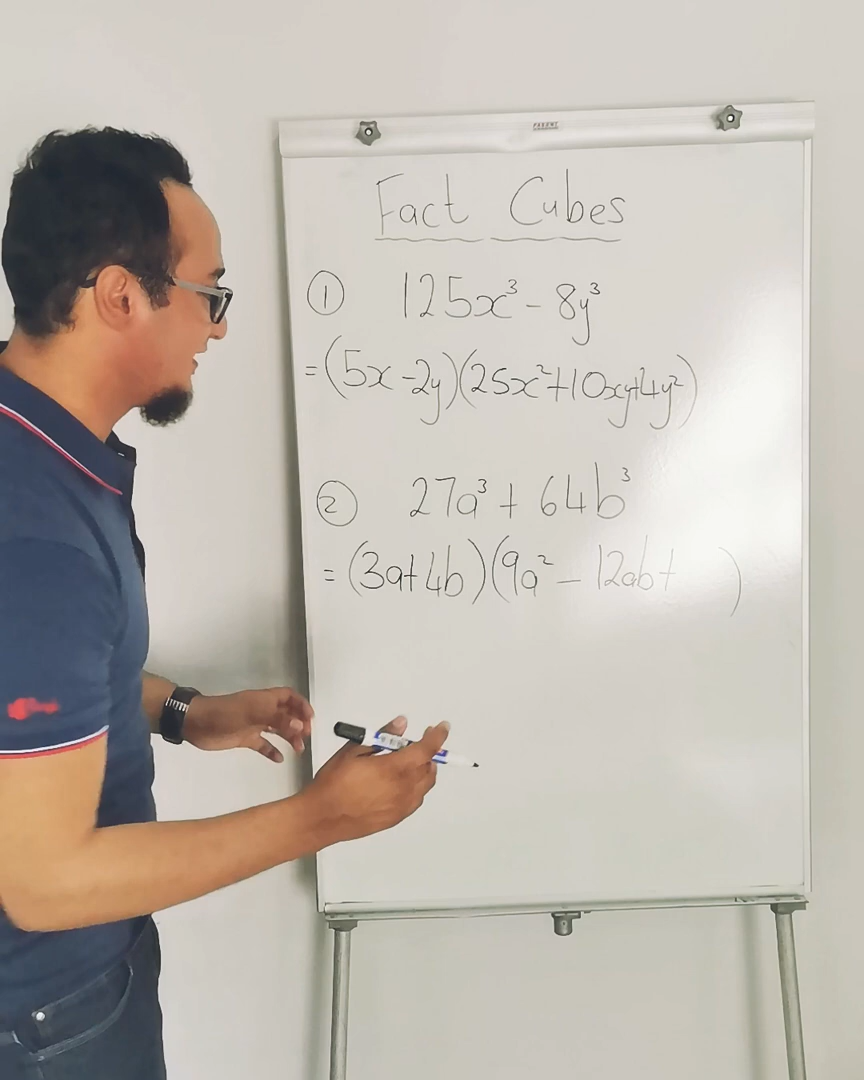 Fact Cubes
① 125x³ - 8y³
= (5x - 2y)(25x² + 10xy + 4y²)
② 27a³ + 64b³
= (3a + 4b)(9a² - 12ab + )